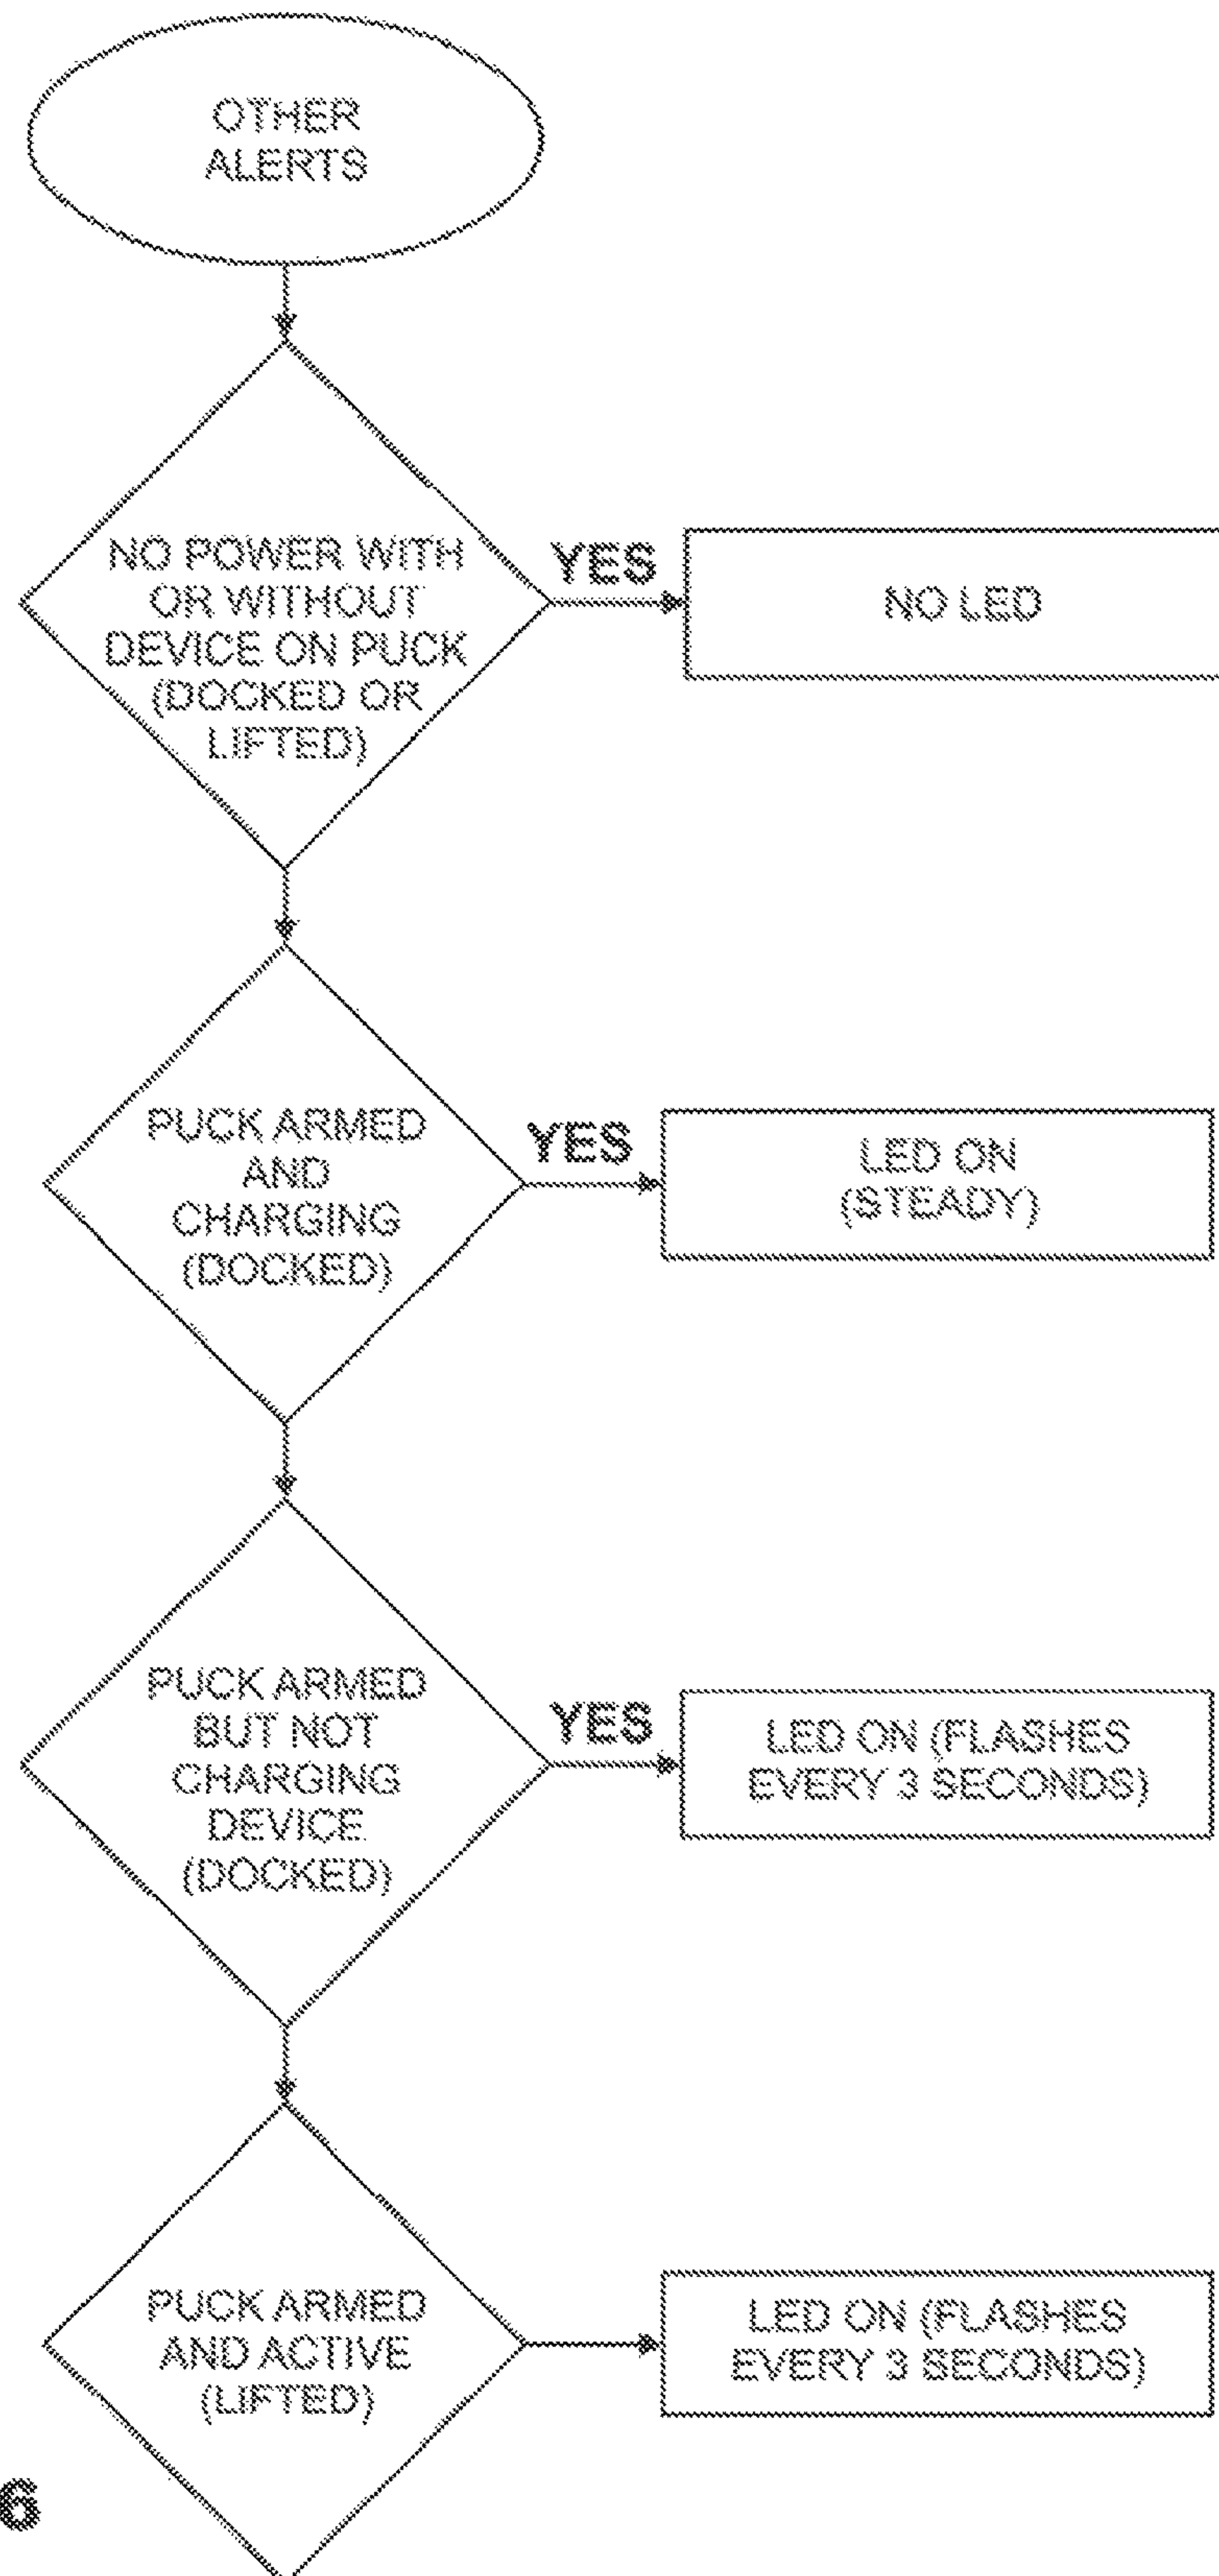 OTHER
ALERTS
NO POWER WITH
OR WITHOUT
DEVICE ON PUCK
(DOCKED OR
LIFTED)
YES
NO LED
PUCK ARMED
AND
CHARGING
(DOCKED)
YES
LED ON
(STEADY)
PUCK ARMED
BUT NOT
CHARGING
DEVICE
(DOCKED)
YES
LED ON (FLASHES
EVERY 3 SECONDS)
PUCK ARMED
AND ACTIVE
(LIFTED)
LED ON (FLASHES
EVERY 3 SECONDS)
6